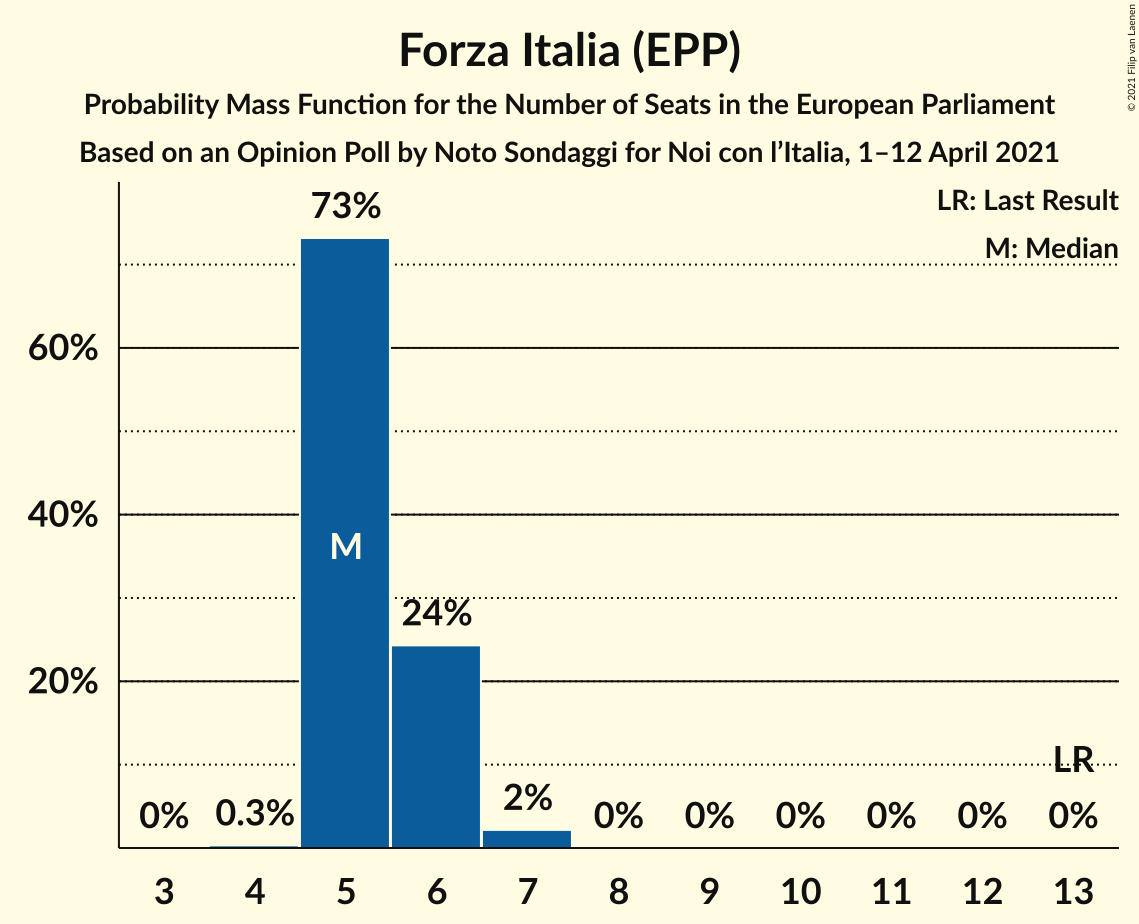 Forza Italia (EPP)
Probability Mass Function for the Number of Seats in the European Parliament
Based on an Opinion Poll by Noto Sondaggi for Noi con l’Italia, 1–12 April 2021
© 2021 Filip van Laenen
LR: Last Result
M: Median
73%
60%
40%
M
24%
20%
LR
0% 0.3% 2% 0% 0% 0% 0% 0% 0%
3 4 5 6 7 8 9 10 11 12 13